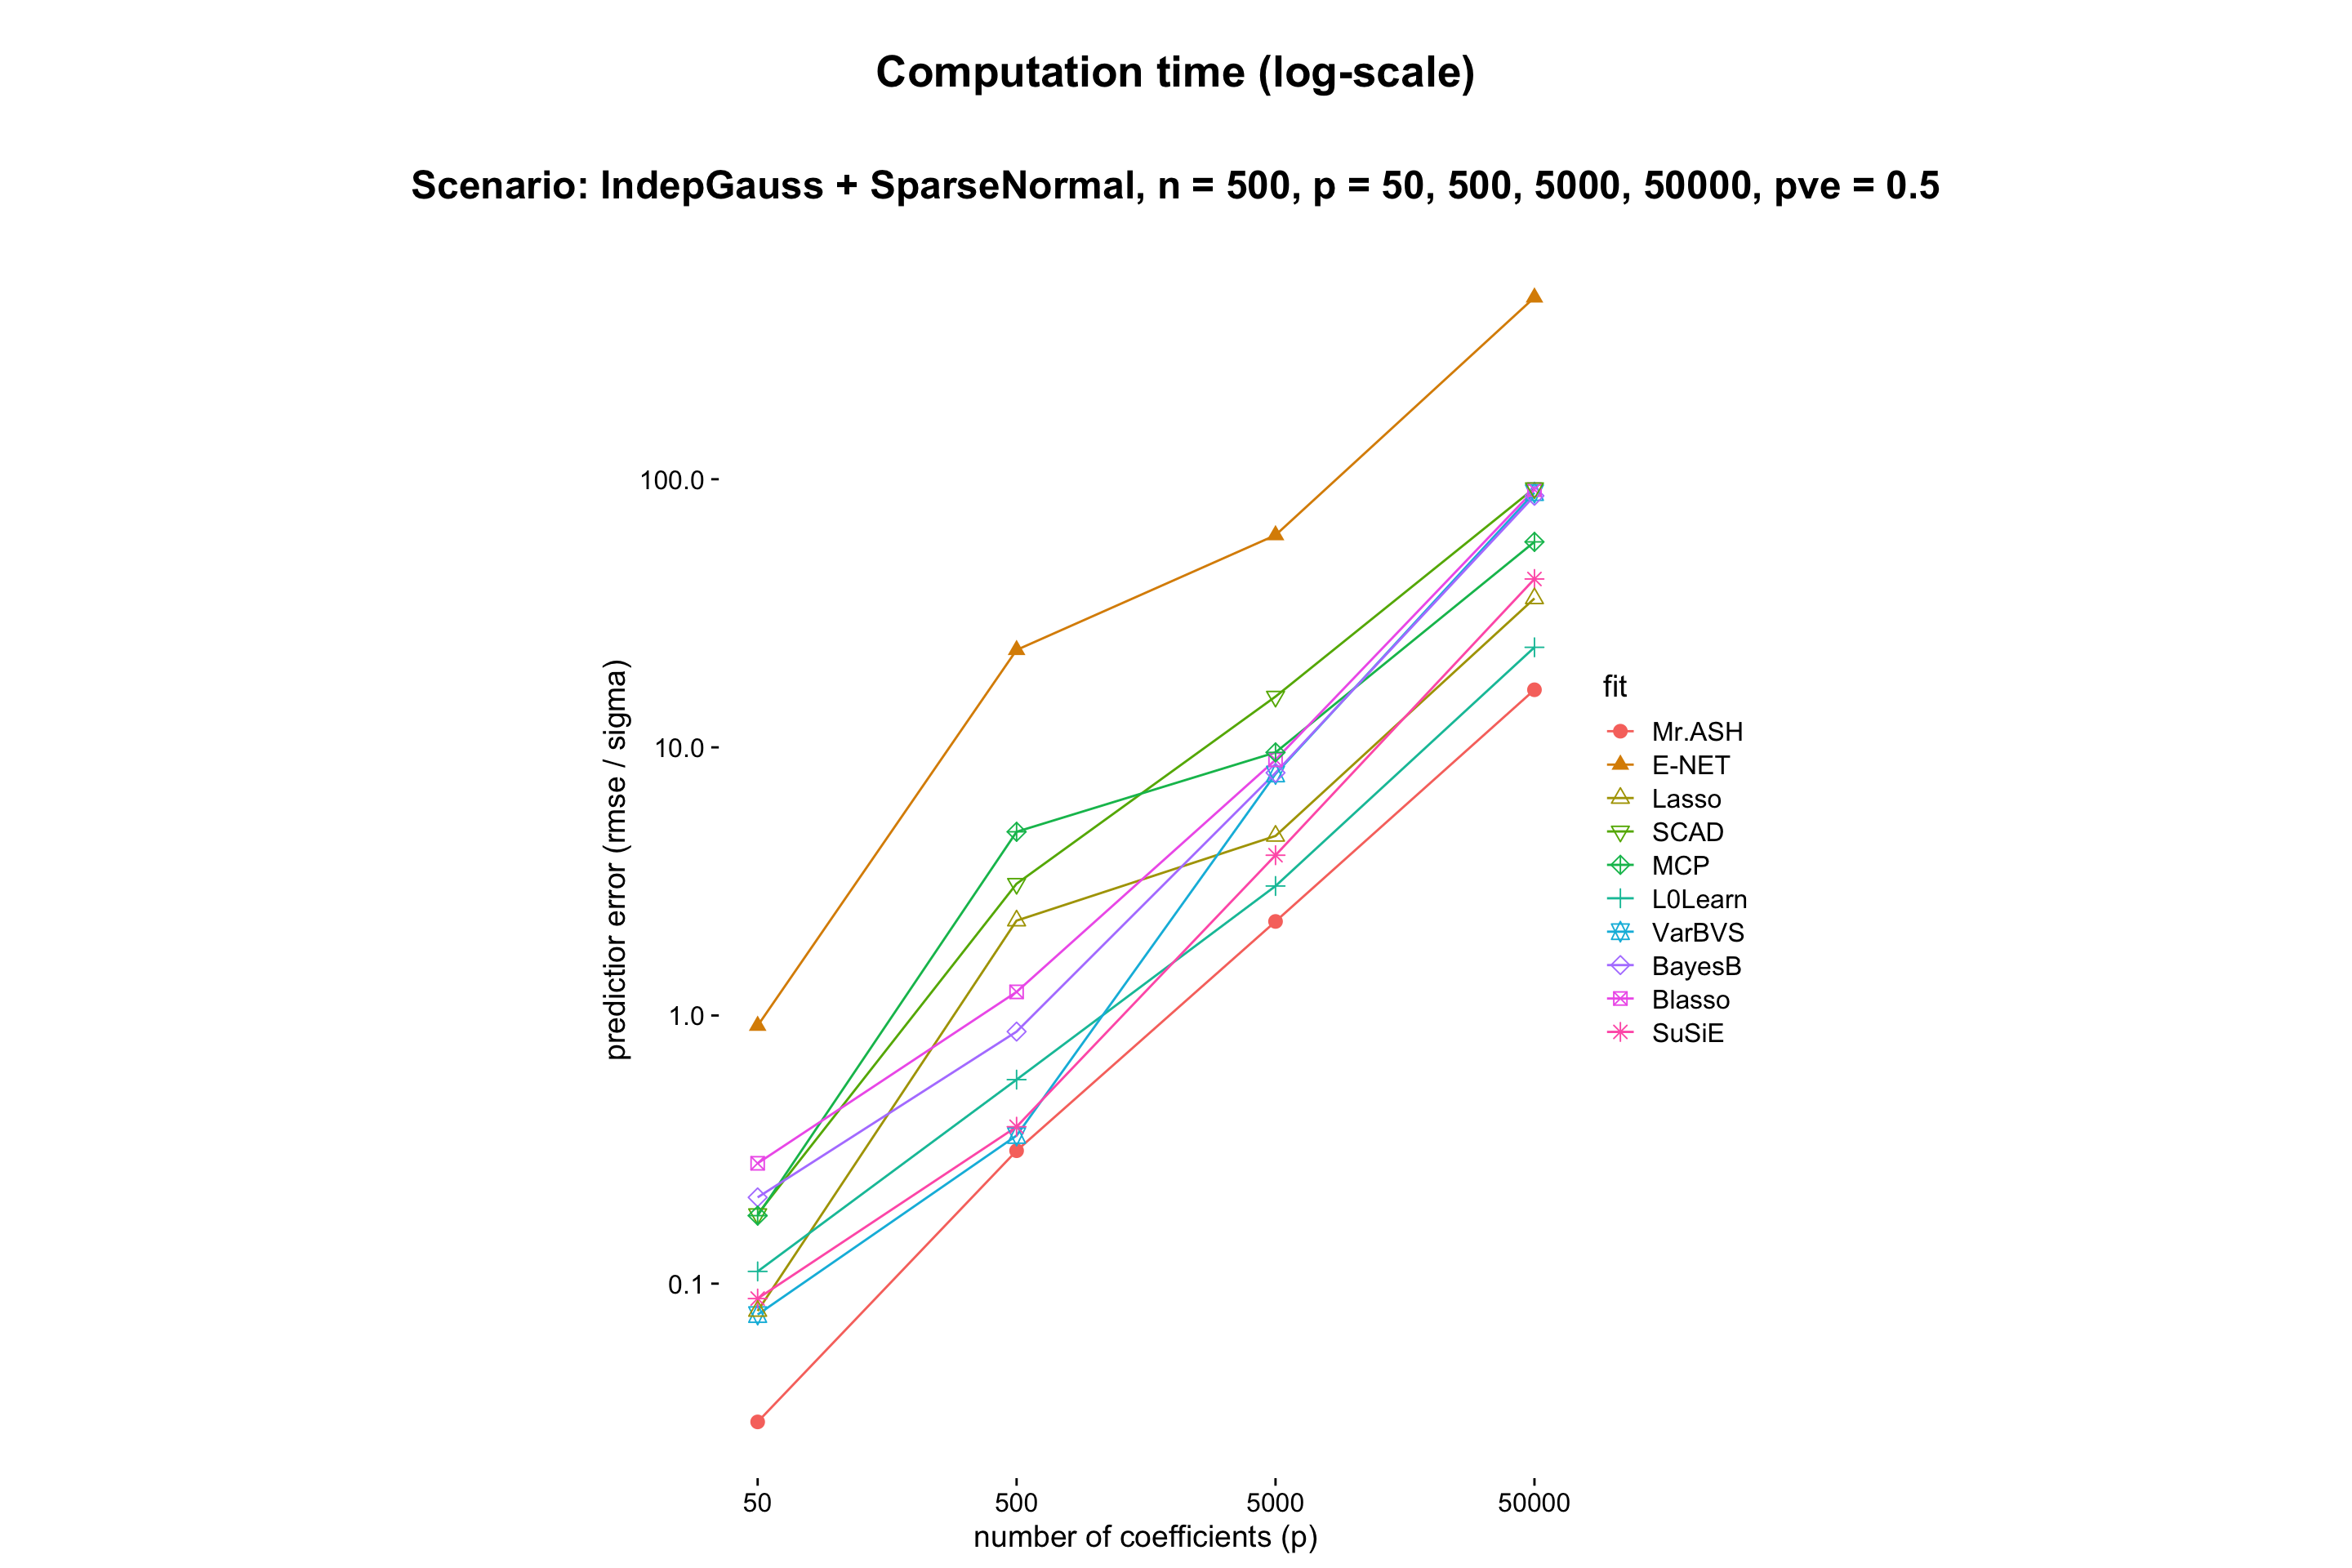 Computation time (log-scale)
Scenario: IndepGauss + SparseNormal, n = 500, p = 50, 500, 5000, 50000, pve = 0.5
100.0
10.0
1.0
0.1
predictior error (rmse / sigma)
50 500 5000 50000
number of coefficients (p)
fit
Mr.ASH
E-NET
Lasso
SCAD
MCP
L0Learn
VarBVS
BayesB
Blasso
SuSiE